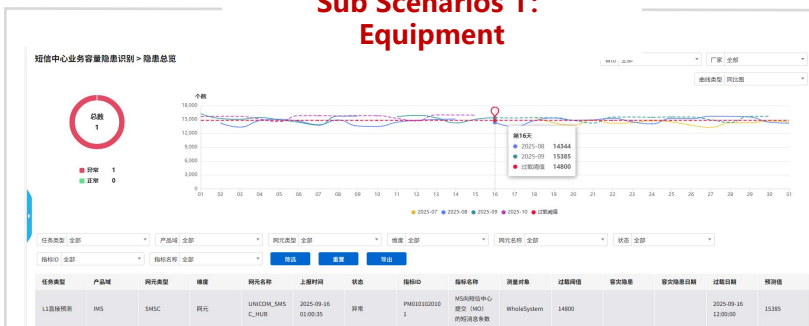 Sub Scenarios 1:
Equipment
短信中心业务容量隐患识别 > 隐患总览
全部
厂家 全部
曲线类型 同比图
总数
1
异常 1
正常 0
个数
18,000
15,000
12,000
9,000
6,000
3,000
0
01 02 03 04 05 06 07 08 09 10 11 12 13 14 15 16 17 18 19 20 21 22 23 24 25 26 27 28 29 30 31
第16天
2025-08 14344
2025-09 15385
过载阈值 14800
2025-07 2025-08 2025-09 2025-10 过载阈值
任务类型 全部 产品域 全部 网元类型 全部 维度 全部 网元名称 全部 状态 全部
指标ID 全部 指标名称 全部 筛选 重置 导出
任务类型 产品域 网元类型 维度 网元名称 上报时间 状态 指标ID 指标名称 测量对象 过载阈值 容灾隐患 容灾隐患日期 过载日期 预测值
L1直接预测 IMS SMSC 网元 UNICOM_SMSC_HUB 2025-09-16 01:00:35 异常 PM0101020101 MS向短信中心提交（MO）的短消息条数 WholeSystem 14800 2025-09-16 12:00:00 15385